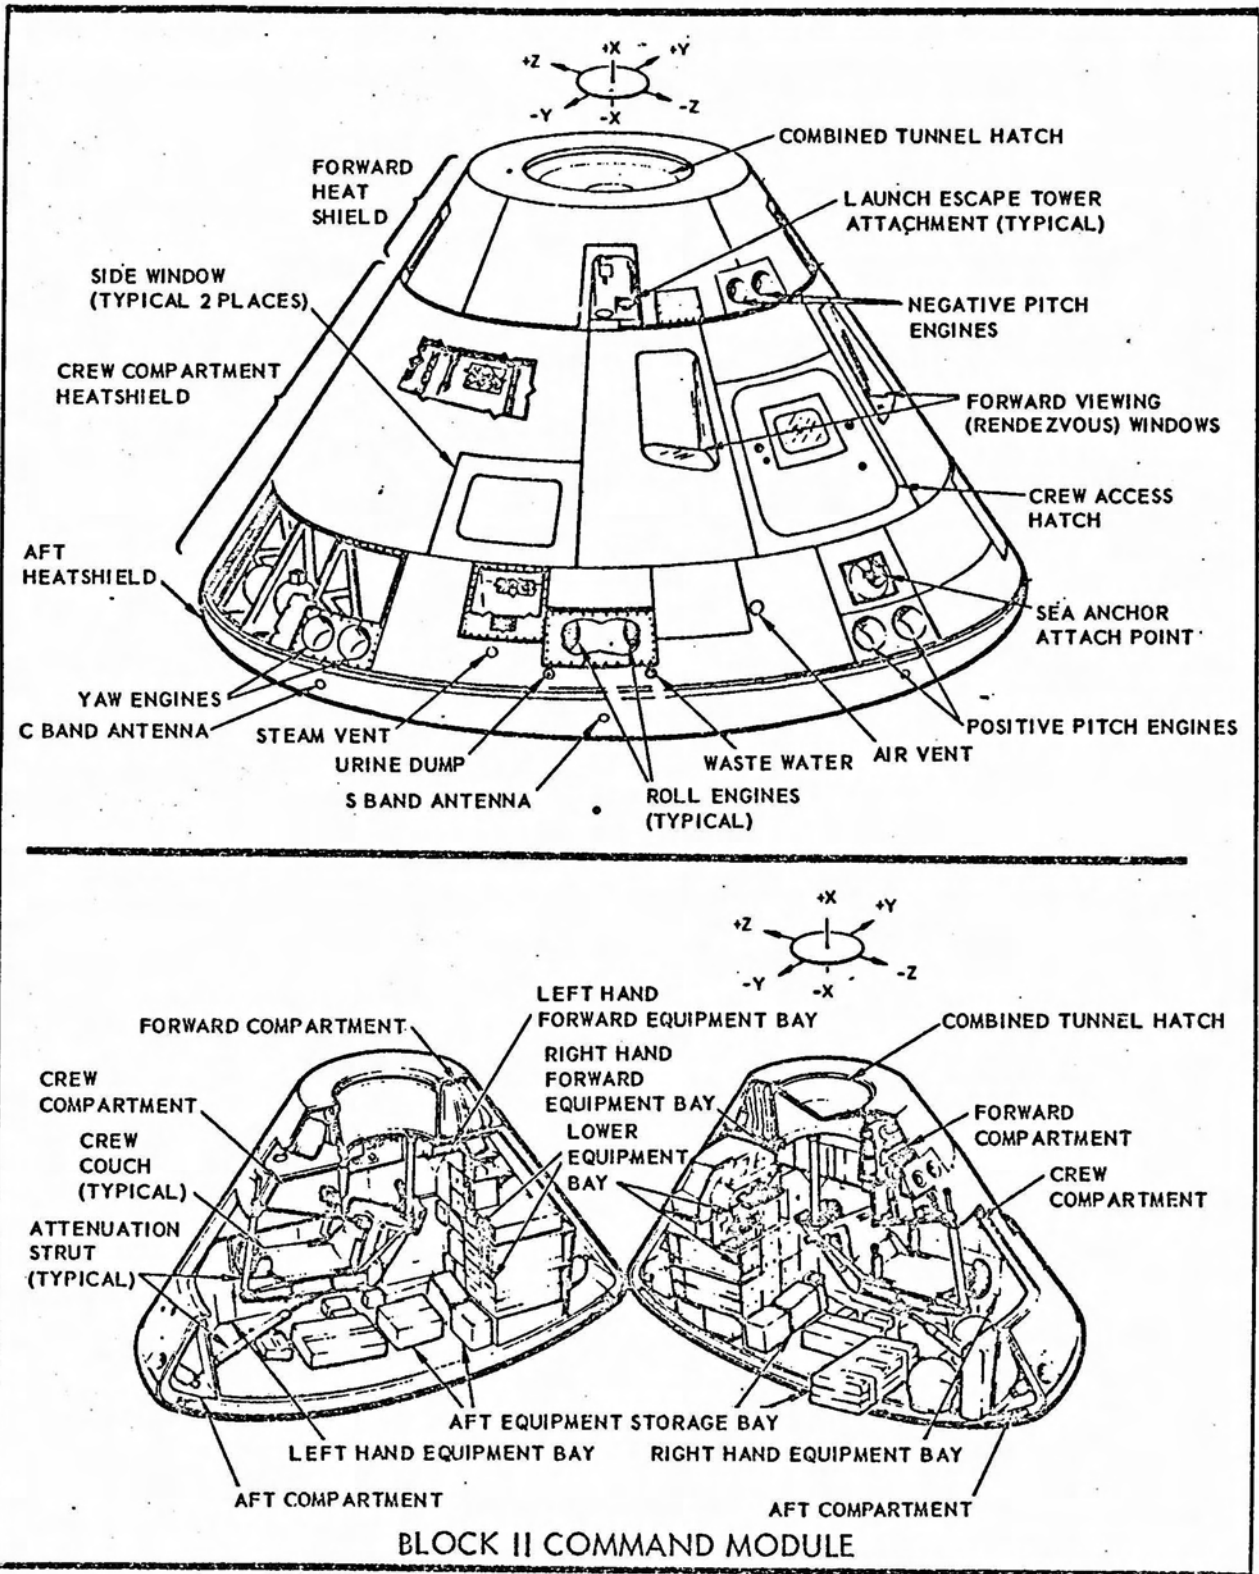 +X
+Y
+Z
-Y
-Z
-X
COMBINED TUNNEL HATCH
FORWARD
HEAT
SHIELD
LAUNCH ESCAPE TOWER
ATTACHMENT (TYPICAL)
SIDE WINDOW
(TYPICAL 2 PLACES)
NEGATIVE PITCH
ENGINES
CREW COMPARTMENT
HEATSHIELD
FORWARD VIEWING
(RENDEZVOUS) WINDOWS
CREW ACCESS
HATCH
AFT
HEATSHIELD
SEA ANCHOR
ATTACH POINT
YAW ENGINES
C BAND ANTENNA
STEAM VENT
URINE DUMP
S BAND ANTENNA
ROLL ENGINES
(TYPICAL)
WASTE WATER
AIR VENT
POSITIVE PITCH ENGINES
+X
+Y
+Z
-Y
-Z
-X
LEFT HAND
FORWARD EQUIPMENT BAY
FORWARD COMPARTMENT
COMBINED TUNNEL HATCH
RIGHT HAND
FORWARD
EQUIPMENT BAY
CREW
COMPARTMENT
FORWARD
COMPARTMENT
CREW
COUCH
(TYPICAL)
LOWER
EQUIPMENT
BAY
CREW
COMPARTMENT
ATTENUATION
STRUT
(TYPICAL)
AFT EQUIPMENT STORAGE BAY
LEFT HAND EQUIPMENT BAY
RIGHT HAND EQUIPMENT BAY
AFT COMPARTMENT
AFT COMPARTMENT
BLOCK II COMMAND MODULE